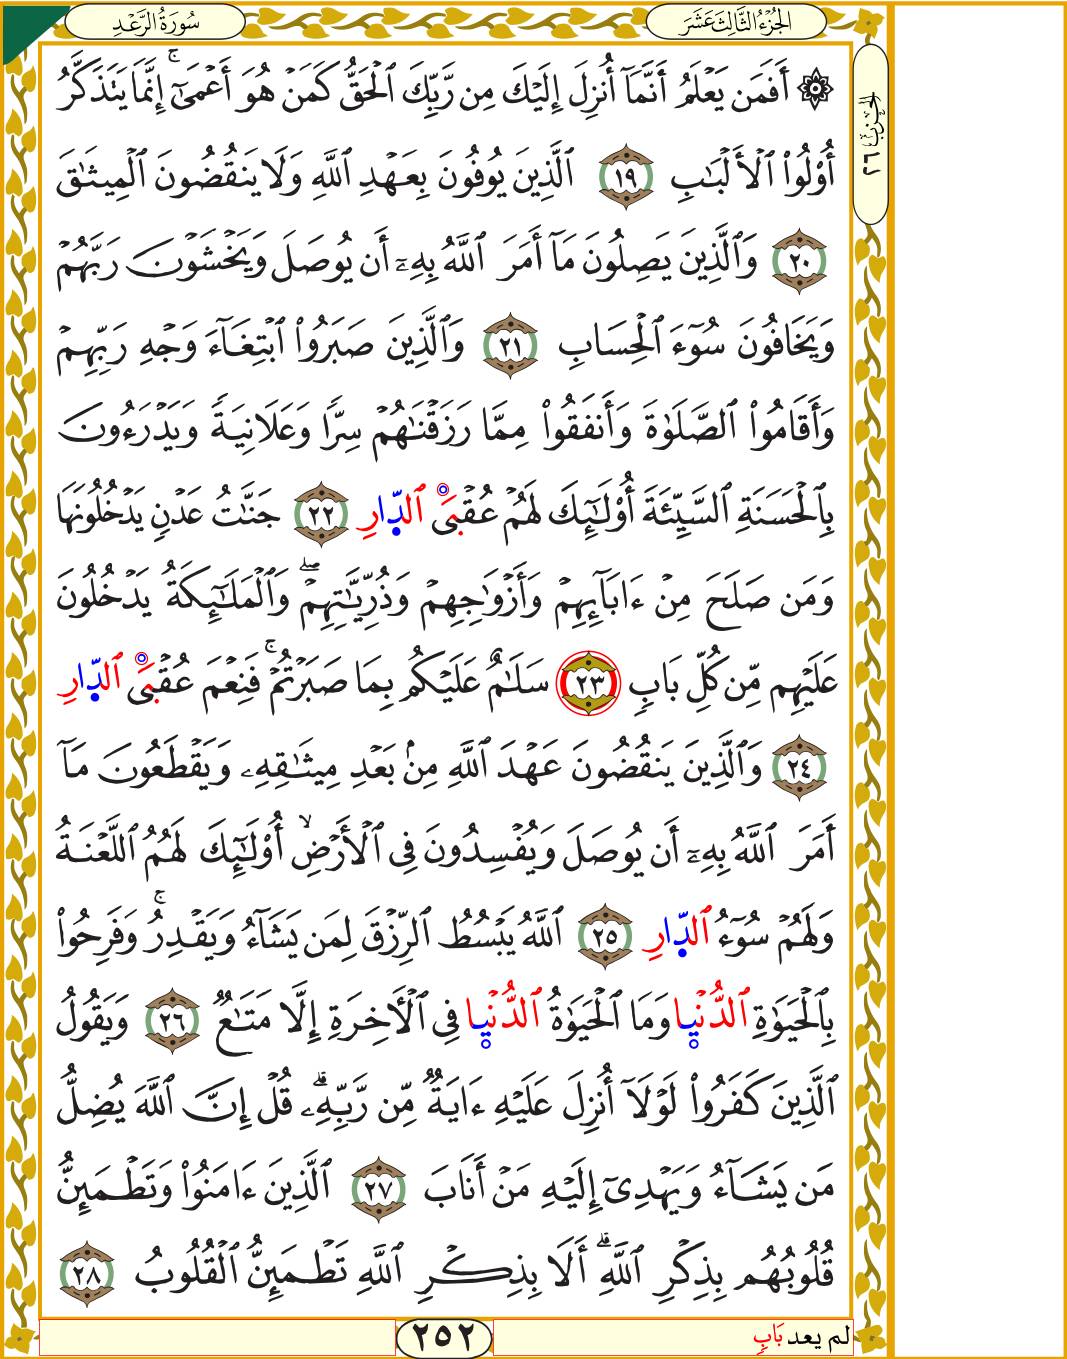 الجُزْءُ الثَّالِثَ عَشَرَ
سُورَةُ الرَّعْدِ
الحِزْبُ ٢٦
۞ أَفَمَن يَعْلَمُ أَنَّمَآ أُنزِلَ إِلَيْكَ مِن رَّبِّكَ ٱلْحَقُّ كَمَنْ هُوَ أَعْمَىٰٓ ۚ إِنَّمَا يَتَذَكَّرُ
أُوْلُوا۟ ٱلْأَلْبَٰبِ ١٩ ٱلَّذِينَ يُوفُونَ بِعَهْدِ ٱللَّهِ وَلَا يَنقُضُونَ ٱلْمِيثَٰقَ
٢٠ وَٱلَّذِينَ يَصِلُونَ مَآ أَمَرَ ٱللَّهُ بِهِۦٓ أَن يُوصَلَ وَيَخْشَوْنَ رَبَّهُمْ
وَيَخَافُونَ سُوٓءَ ٱلْحِسَابِ ٢١ وَٱلَّذِينَ صَبَرُوا۟ ٱبْتِغَآءَ وَجْهِ رَبِّهِمْ
وَأَقَامُوا۟ ٱلصَّلَوٰةَ وَأَنفَقُوا۟ مِمَّا رَزَقْنَٰهُمْ سِرًّا وَعَلَانِيَةً وَيَدْرَءُونَ
بِٱلْحَسَنَةِ ٱلسَّيِّئَةَ أُوْلَٰٓئِكَ لَهُمْ عُقْبَى ٱلدّ۪ارِ ٢٢ جَنَّٰتُ عَدْنٍ يَدْخُلُونَهَا
وَمَن صَلَحَ مِنْ ءَابَآئِهِمْ وَأَزْوَٰجِهِمْ وَذُرِّيَّٰتِهِمْ ۖ وَٱلْمَلَٰٓئِكَةُ يَدْخُلُونَ
عَلَيْهِم مِّن كُلِّ بَابٍ ٢٣ سَلَٰمٌ عَلَيْكُم بِمَا صَبَرْتُمْ ۚ فَنِعْمَ عُقْبَى ٱلدّ۪ارِ
٢٤ وَٱلَّذِينَ يَنقُضُونَ عَهْدَ ٱللَّهِ مِنۢ بَعْدِ مِيثَٰقِهِۦ وَيَقْطَعُونَ مَآ
أَمَرَ ٱللَّهُ بِهِۦٓ أَن يُوصَلَ وَيُفْسِدُونَ فِى ٱلْأَرْضِ ۙ أُوْلَٰٓئِكَ لَهُمُ ٱللَّعْنَةُ
وَلَهُمْ سُوٓءُ ٱلدّ۪ارِ ٢٥ ٱللَّهُ يَبْسُطُ ٱلرِّزْقَ لِمَن يَشَآءُ وَيَقْدِرُ ۚ وَفَرِحُوا۟
بِٱلْحَيَوٰةِ ٱلدُّنْي۪ا وَمَا ٱلْحَيَوٰةُ ٱلدُّنْي۪ا فِى ٱلْأَخِرَةِ إِلَّا مَتَٰعٌ ٢٦ وَيَقُولُ
ٱلَّذِينَ كَفَرُوا۟ لَوْلَآ أُنزِلَ عَلَيْهِ ءَايَةٌ مِّن رَّبِّهِۦ ۗ قُلْ إِنَّ ٱللَّهَ يُضِلُّ
مَن يَشَآءُ وَيَهْدِىٓ إِلَيْهِ مَنْ أَنَابَ ٢٧ ٱلَّذِينَ ءَامَنُوا۟ وَتَطْمَئِنُّ
قُلُوبُهُم بِذِكْرِ ٱللَّهِ ۗ أَلَا بِذِكْرِ ٱللَّهِ تَطْمَئِنُّ ٱلْقُلُوبُ ٢٨
لم يعد بَابٍ
٢٥٢